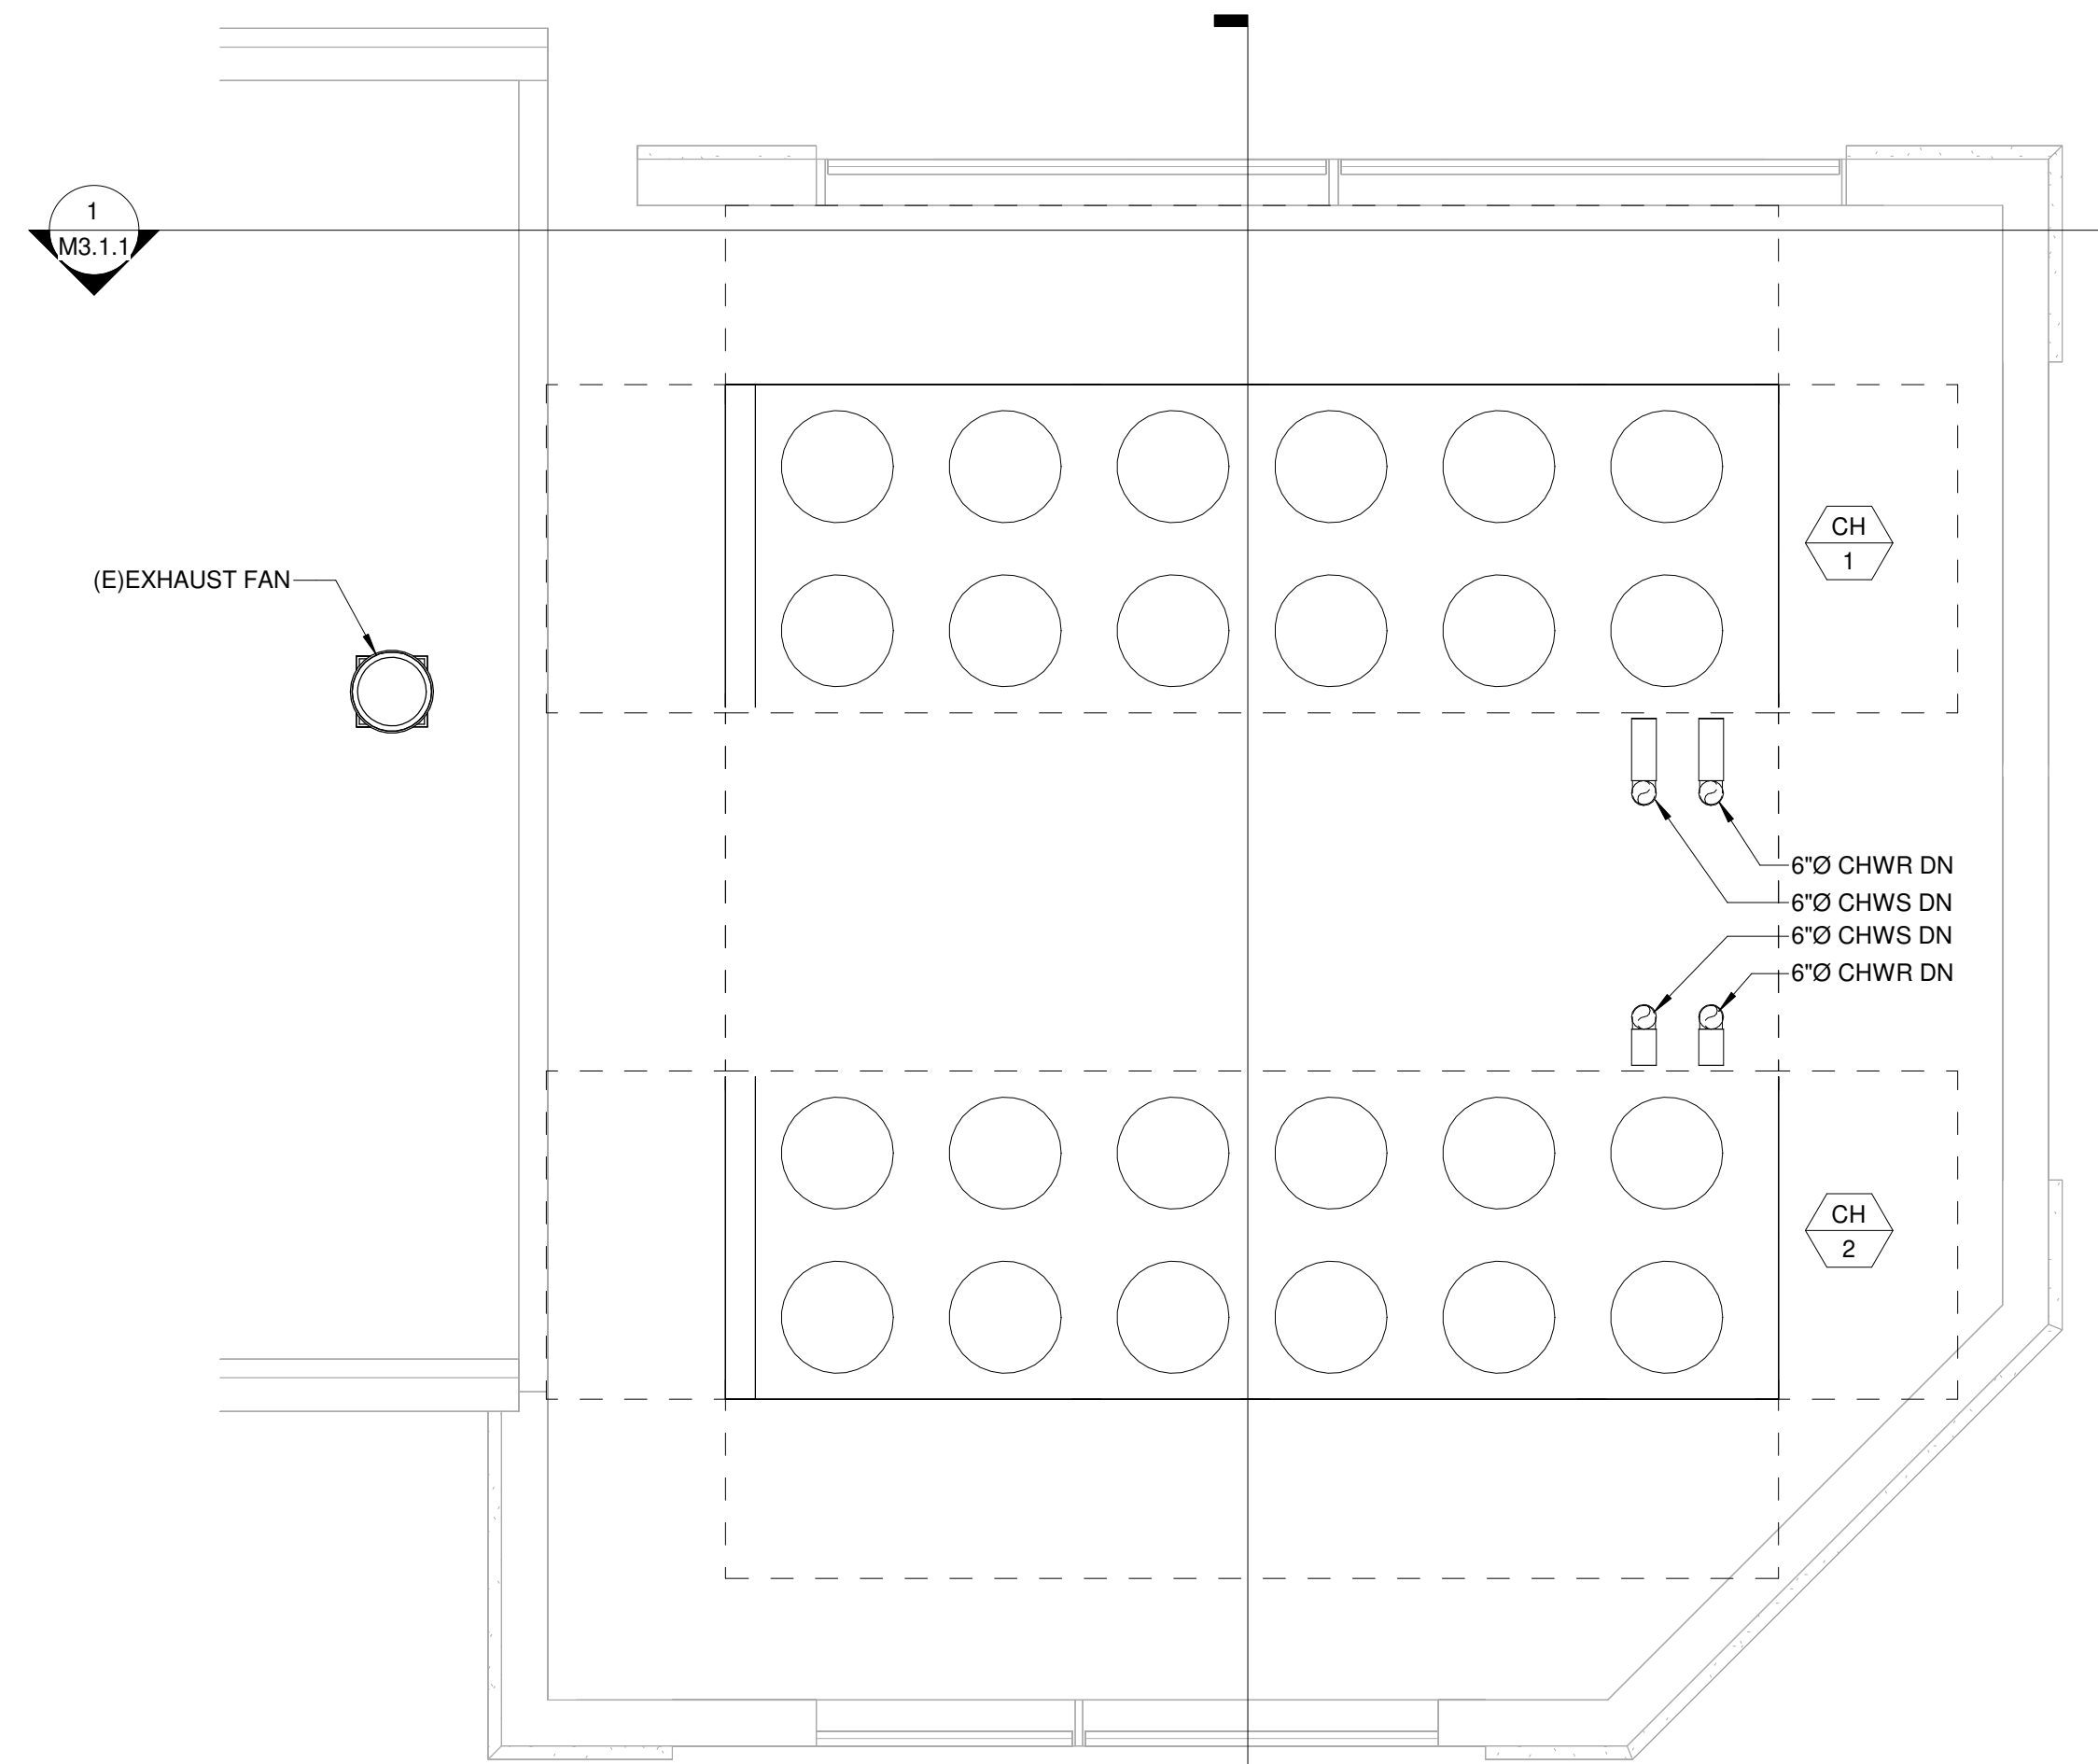 1
M3.1.1
CH
1
(E)EXHAUST FAN
6"Ø CHWR DN
6"Ø CHWS DN
6"Ø CHWS DN
6"Ø CHWR DN
CH
2